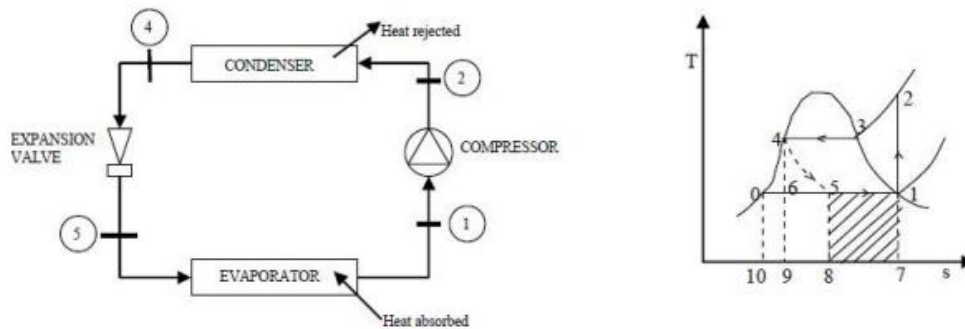 4
Heat rejected
CONDENSER
2
EXPANSION
VALVE
COMPRESSOR
5
1
EVAPORATOR
Heat absorbed
T
2
4
3
0
6
5
1
10
9
8
7
s